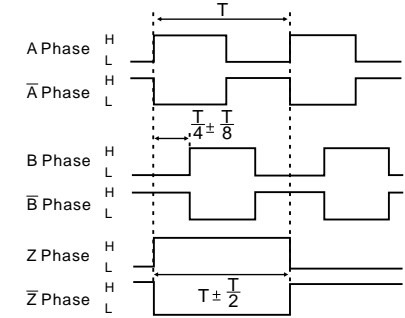 T
A Phase H
L
A̅ Phase H
L
T/4 ± T/8
B Phase H
L
B̅ Phase H
L
Z Phase H
L
T ± T/2
Z̅ Phase H
L